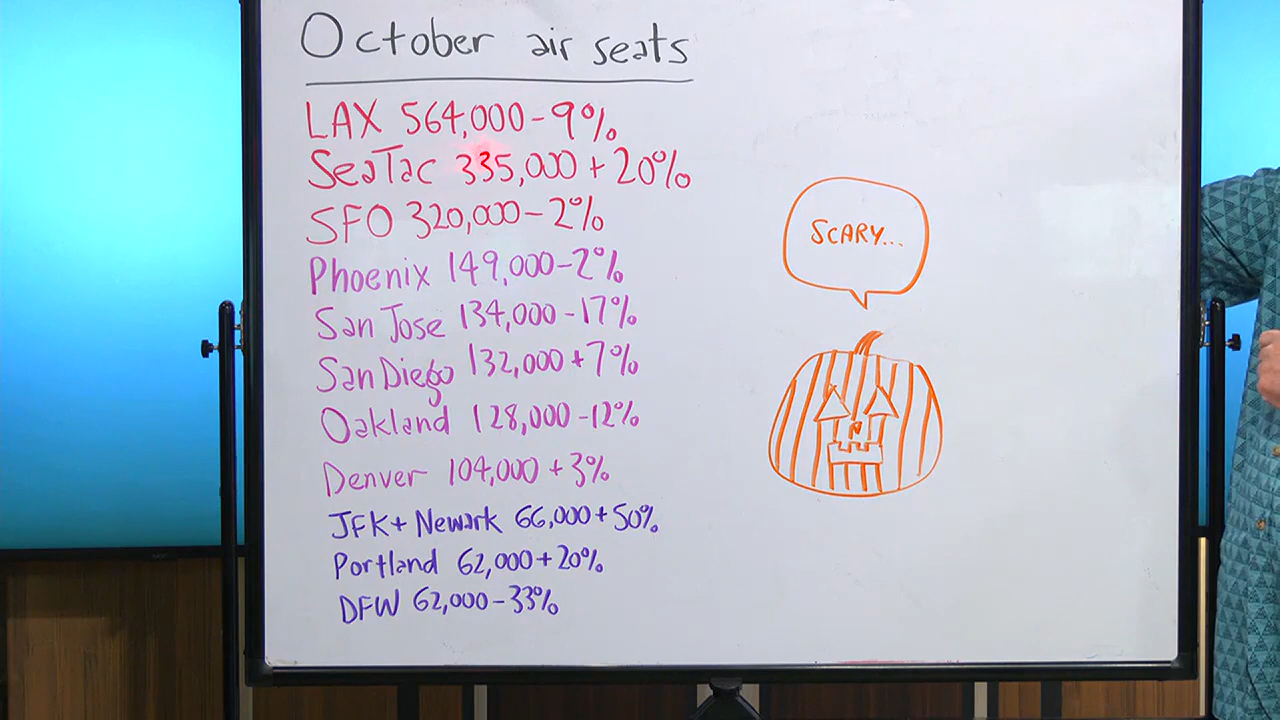 October air seats
LAX 564,000 - 9%
SeaTac 335,000 + 20%
SFO 320,000 - 2%
Phoenix 149,000 - 2%
San Jose 134,000 - 17%
San Diego 132,000 + 7%
Oakland 128,000 - 12%
Denver 104,000 + 3%
JFK + Newark 66,000 + 50%
Portland 62,000 + 20%
DFW 62,000 - 33%
SCARY...